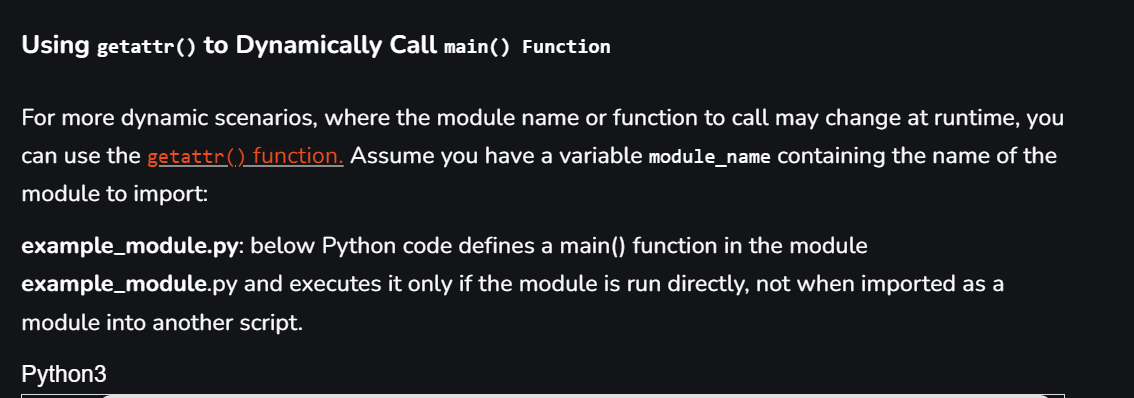 Using getattr() to Dynamically Call main() Function
For more dynamic scenarios, where the module name or function to call may change at runtime, you
can use the getattr() function. Assume you have a variable module_name containing the name of the
module to import:
example_module.py: below Python code defines a main() function in the module
example_module.py and executes it only if the module is run directly, not when imported as a
module into another script.
Python3